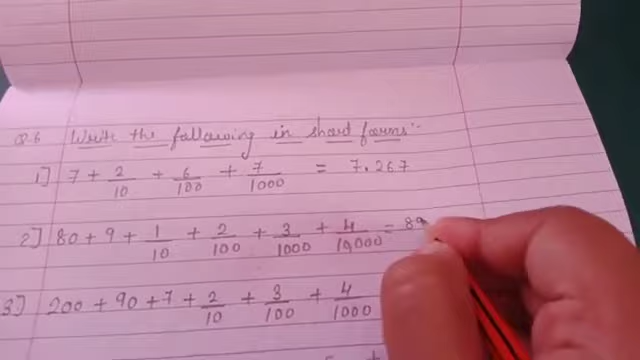 Q.6 Write the following in short forms:-
1] 7 + 2/10 + 6/100 + 7/1000 = 7.267
2] 80 + 9 + 1/10 + 2/100 + 3/1000 + 4/10000 = 89
3] 200 + 90 + 7 + 2/10 + 3/100 + 4/1000